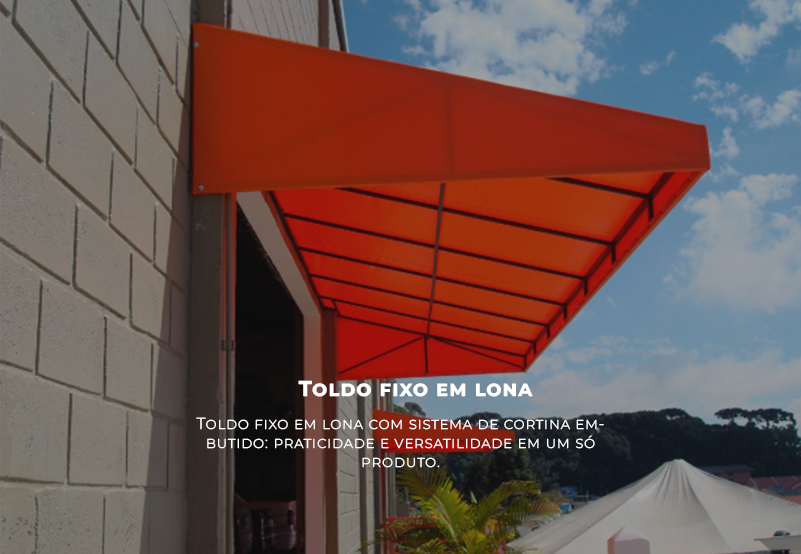 Toldo fixo em lona
Toldo fixo em lona com sistema de cortina em-
butido: praticidade e versatilidade em um só
produto.